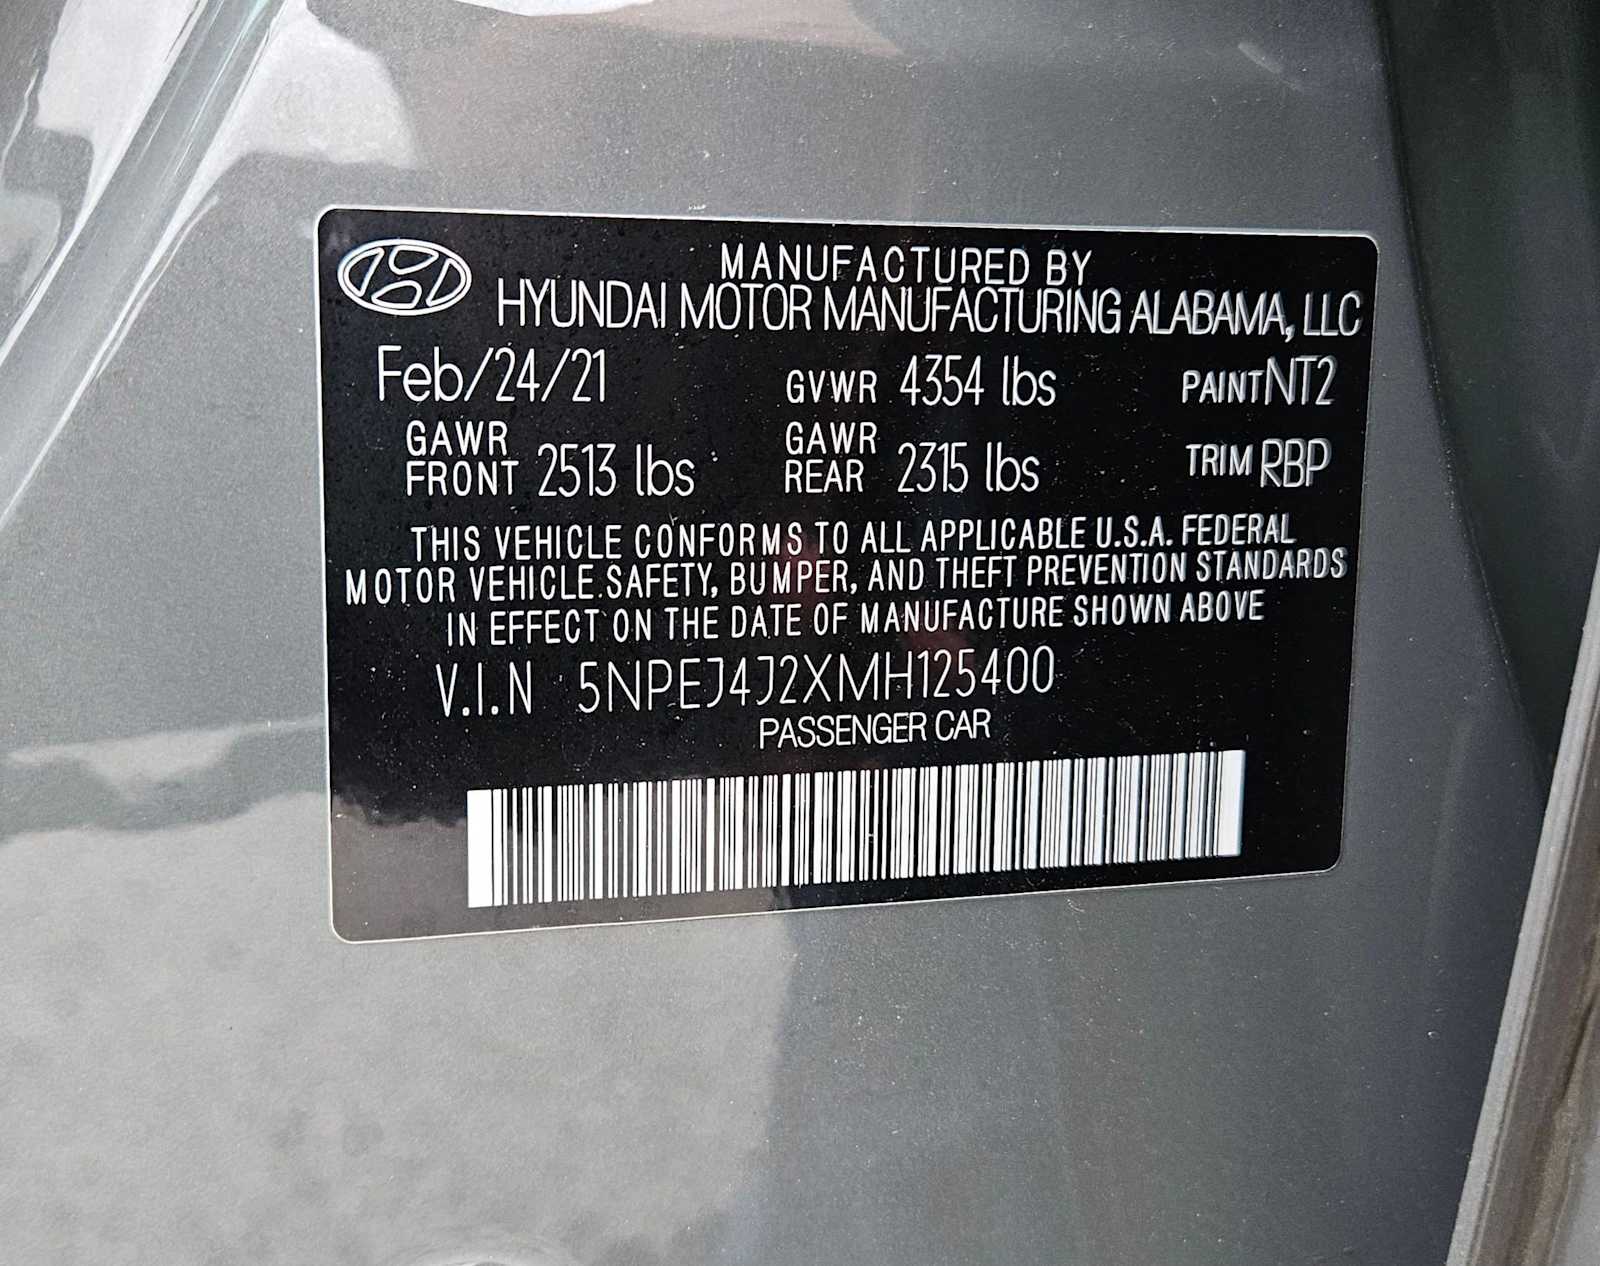 MANUFACTURED BY
HYUNDAI MOTOR MANUFACTURING ALABAMA, LLC
Feb/24/21 GVWR 4354 lbs PAINT NT2
GAWR FRONT 2513 lbs GAWR REAR 2315 lbs TRIM RBP
THIS VEHICLE CONFORMS TO ALL APPLICABLE U.S.A. FEDERAL
MOTOR VEHICLE SAFETY, BUMPER, AND THEFT PREVENTION STANDARDS
IN EFFECT ON THE DATE OF MANUFACTURE SHOWN ABOVE
V.I.N 5NPEJ4J2XMH125400
PASSENGER CAR